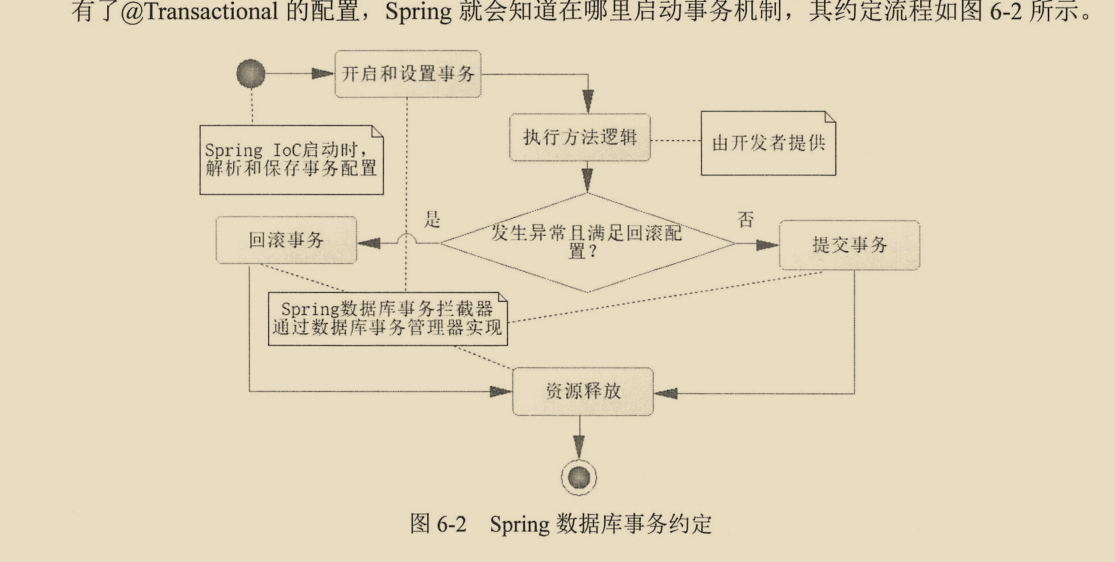 有了@Transactional 的配置，Spring 就会知道在哪里启动事务机制，其约定流程如图 6-2 所示。
开启和设置事务
执行方法逻辑
由开发者提供
Spring IoC启动时，
解析和保存事务配置
是
否
回滚事务
发生异常且满足回滚配
置？
提交事务
Spring数据库事务拦截器
通过数据库事务管理器实现
资源释放
图 6-2 Spring 数据库事务约定